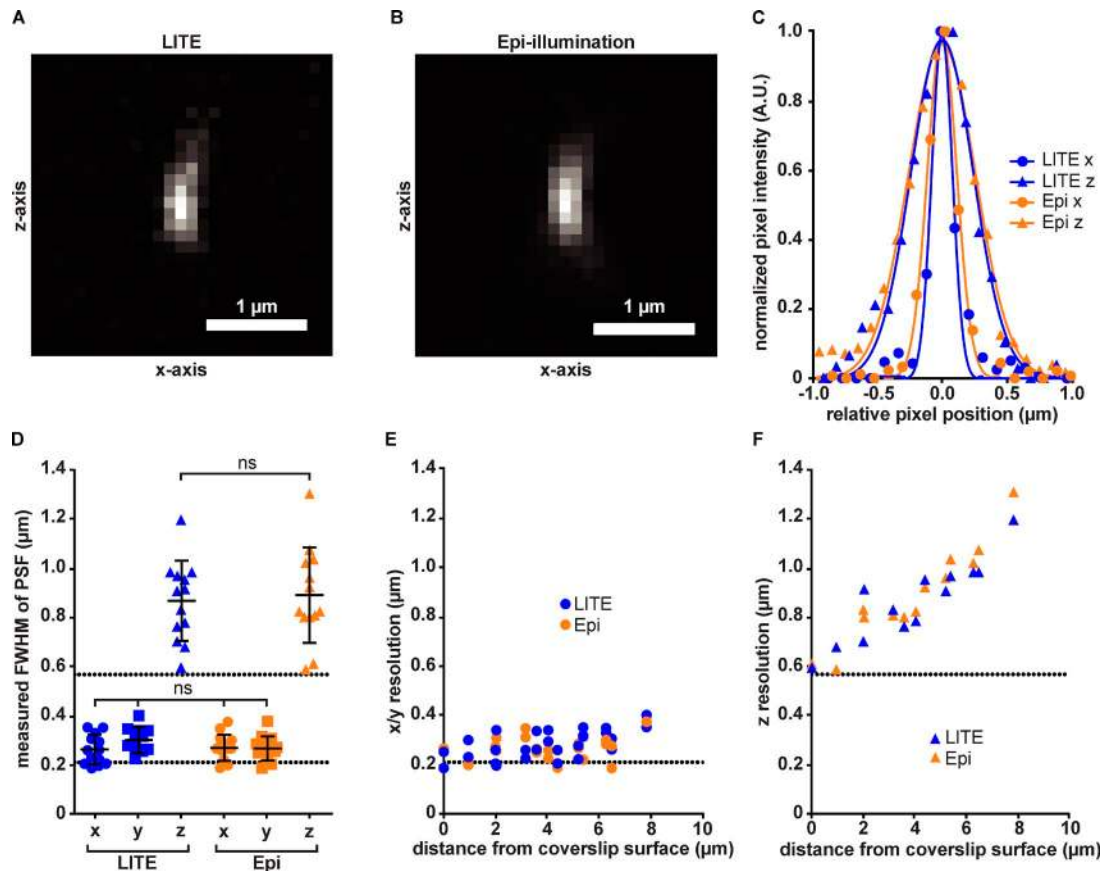 A
LITE
z-axis
1 µm
x-axis
B
Epi-illumination
z-axis
1 µm
x-axis
C
normalized pixel intensity (A.U.)
1.0
0.8
0.6
0.4
0.2
0
-1.0 -0.5 0.0 0.5 1.0
relative pixel position (µm)
LITE x
LITE z
Epi x
Epi z
D
measured FWHM of PSF (µm)
1.4
1.2
1.0
0.8
0.6
0.4
0.2
0
ns
ns
x y z x y z
LITE Epi
E
x/y resolution (µm)
1.4
1.2
1.0
0.8
0.6
0.4
0.2
0
LITE
Epi
0 2 4 6 8 10
distance from coverslip surface (µm)
F
z resolution (µm)
1.4
1.2
1.0
0.8
0.6
0.4
0.2
0
LITE
Epi
0 2 4 6 8 10
distance from coverslip surface (µm)